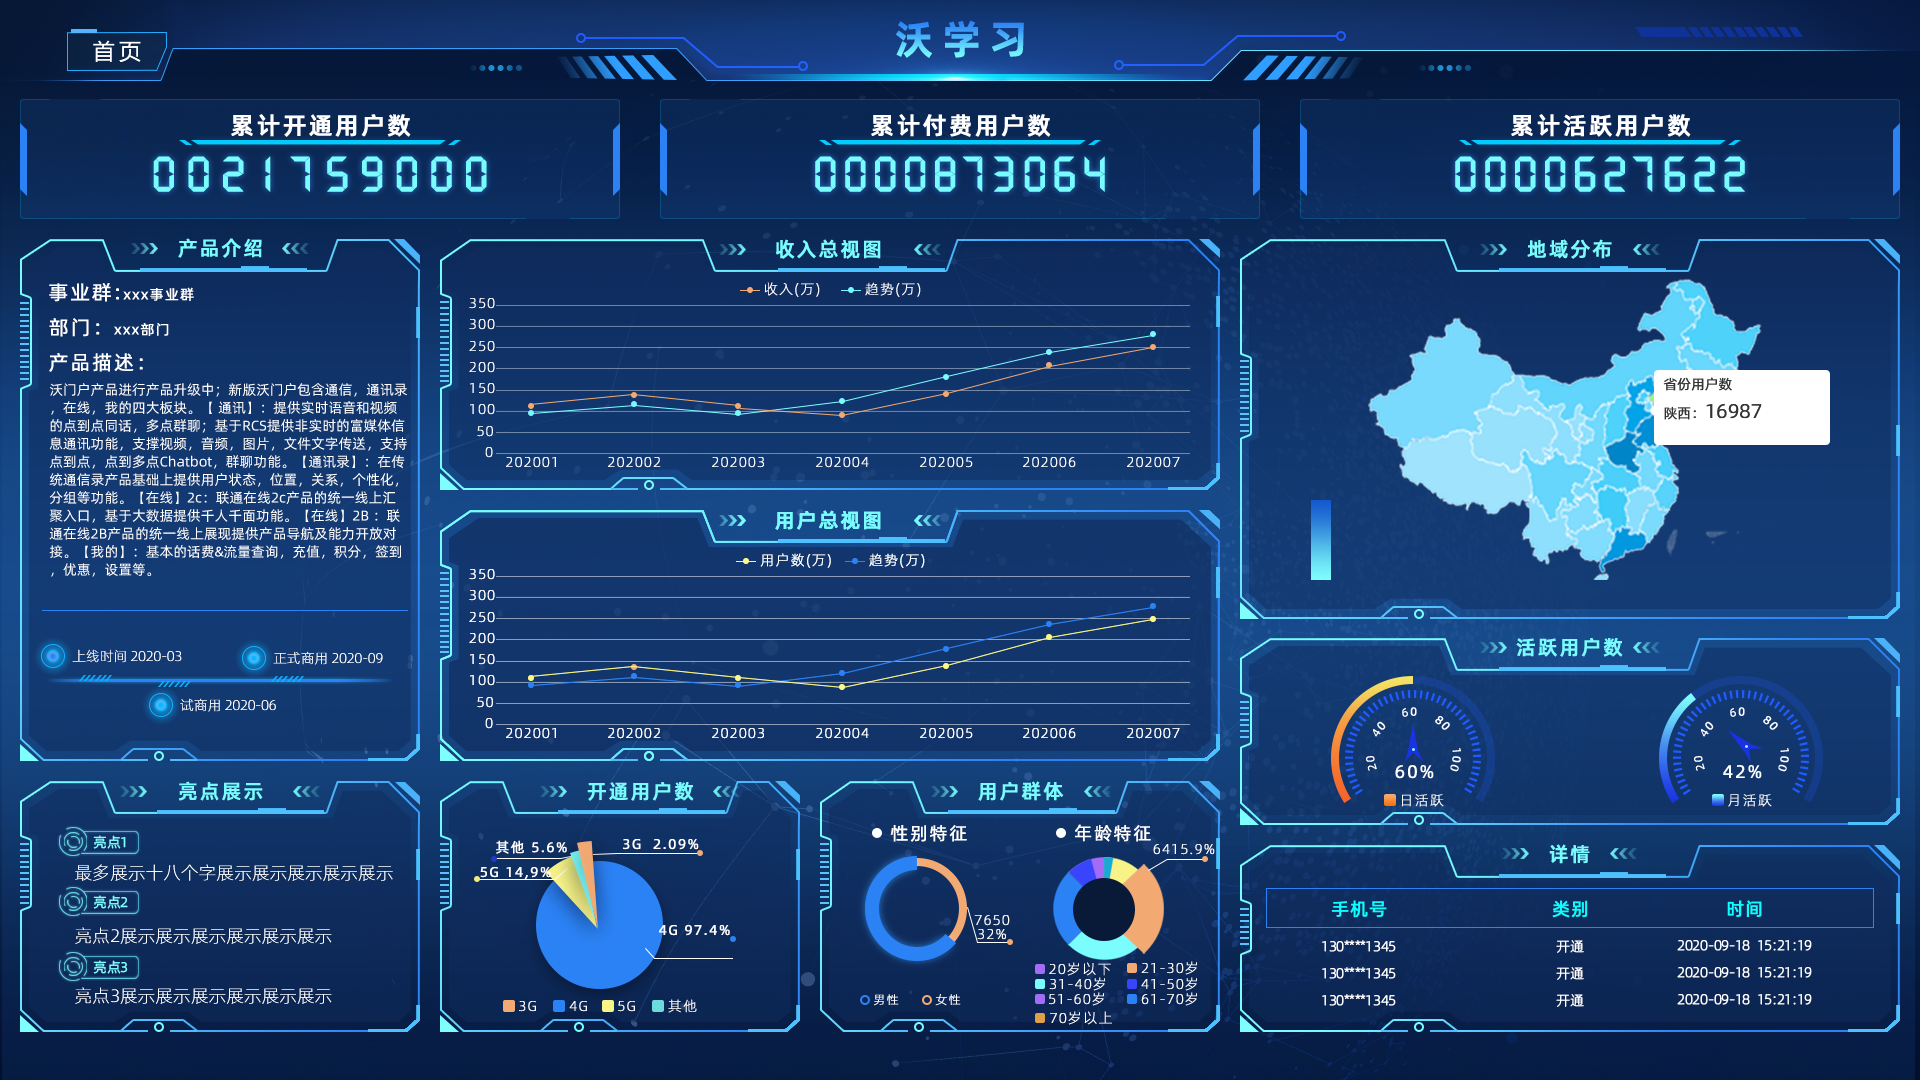 首页
沃学习
累计开通用户数
0021759000
累计付费用户数
0000873064
累计活跃用户数
0000627622
产品介绍
事业群:xxx事业群
部门：xxx部门
产品描述：
沃门户产品进行产品升级中；新版沃门户包含通信，通讯录
，在线，我的四大板块。【 通讯】：提供实时语音和视频
的点到点同话，多点群聊；基于RCS提供非实时的富媒体信
息通讯功能，支撑视频，音频，图片，文件文字传送，支持
点到点，点到多点Chatbot，群聊功能。【通讯录】：在传
统通信录产品基础上提供用户状态，位置，关系，个性化，
分组等功能。【在线】2c：联通在线2c产品的统一线上汇
聚入口，基于大数据提供千人千面功能。【在线】2B ：联
通在线2B产品的统一线上展现提供产品导航及能力开放对
接。【我的】：基本的话费&流量查询，充值，积分，签到
，优惠，设置等。
上线时间 2020-03
正式商用 2020-09
试商用 2020-06
收入总视图
收入(万)
趋势(万)
350
300
250
200
150
100
50
0
202001
202002
202003
202004
202005
202006
202007
用户总视图
用户数(万)
趋势(万)
350
300
250
200
150
100
50
0
202001
202002
202003
202004
202005
202006
202007
地域分布
省份用户数
陕西：16987
活跃用户数
20
40
60
80
100
60%
日活跃
20
40
60
80
100
42%
月活跃
亮点展示
亮点1
最多展示十八个字展示展示展示展示展示
亮点2
亮点2展示展示展示展示展示展示
亮点3
亮点3展示展示展示展示展示展示
开通用户数
其他 5.6%
3G 2.09%
5G 14,9%
4G 97.4%
3G
4G
5G
其他
用户群体
性别特征
7650
32%
男性
女性
年龄特征
6415.9%
20岁以下
21-30岁
31-40岁
41-50岁
51-60岁
61-70岁
70岁以上
详情
手机号 类别 时间
130****1345 开通 2020-09-18 15:21:19
130****1345 开通 2020-09-18 15:21:19
130****1345 开通 2020-09-18 15:21:19